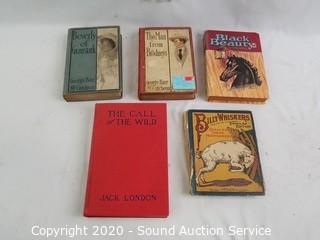 Beverly of
Graustark
George Barr
McCutcheon
The Man
from
Brodneys
George Barr
McCutcheon
Black
Beauty
THE CALL
of THE WILD
JACK LONDON
BILLY WHISKERS
Copyright 2020 - Sound Auction Service